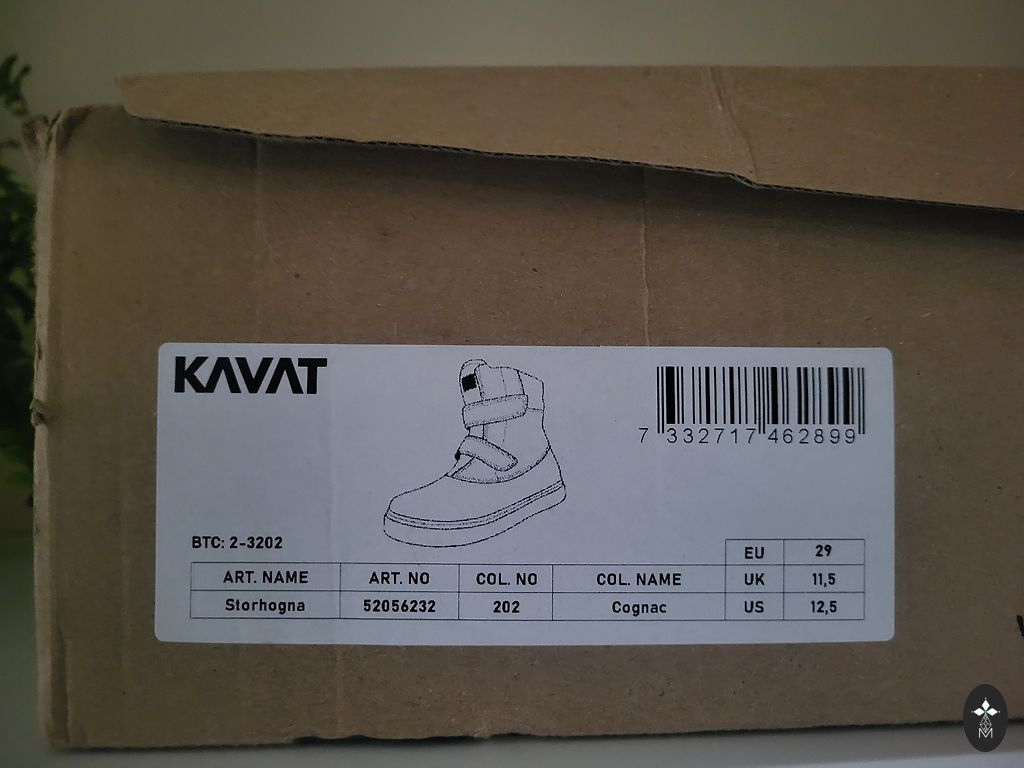 KAVAT
7 332717 462899
BTC: 2-3202
EU 29
ART. NAME ART. NO COL. NO COL. NAME UK 11,5
Storhogna 52056232 202 Cognac US 12,5